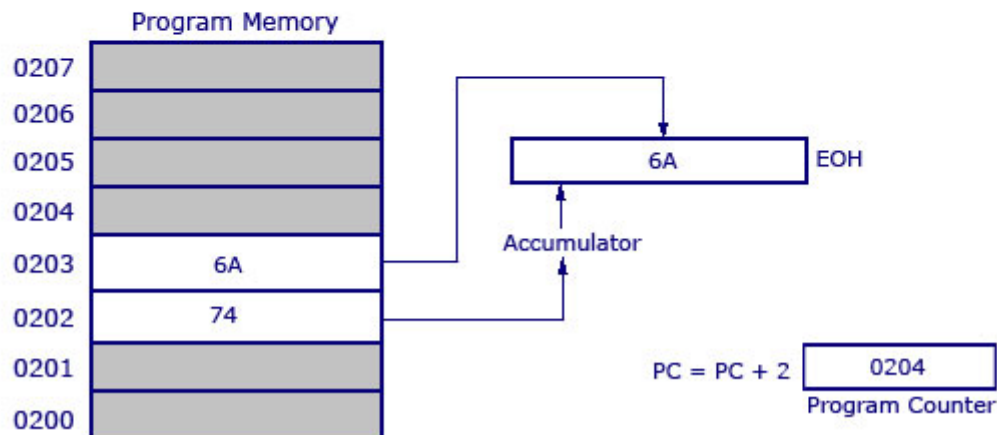 Program Memory
0207
0206
0205
0204
0203
0202
0201
0200
6A
74
6A
EOH
Accumulator
PC = PC + 2
0204
Program Counter